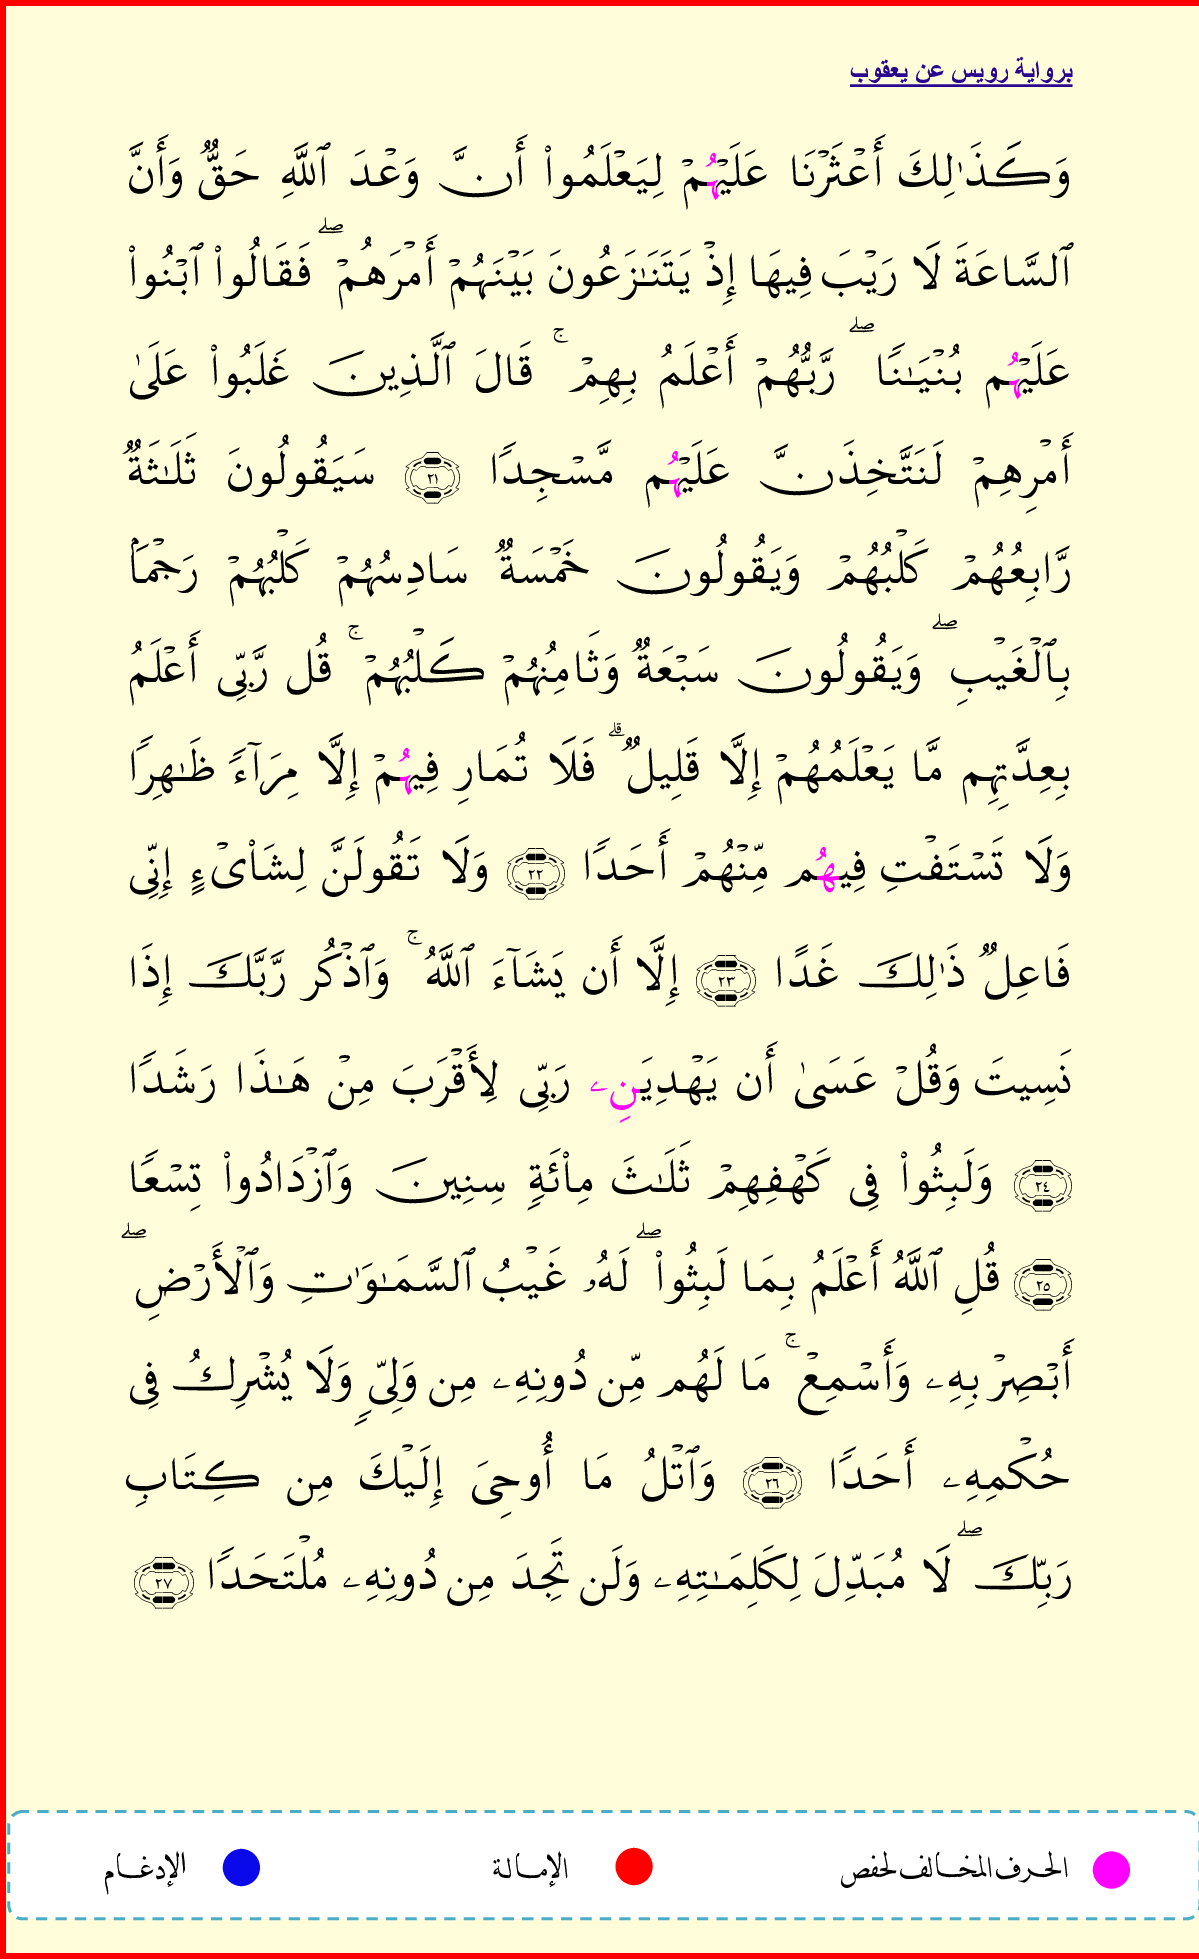 برواية رويس عن يعقوب
وَكَذَٰلِكَ أَعۡثَرۡنَا عَلَيۡهُمۡ لِيَعۡلَمُواْ أَنَّ وَعۡدَ ٱللَّهِ حَقّٞ وَأَنَّ
ٱلسَّاعَةَ لَا رَيۡبَ فِيهَا إِذۡ يَتَنَٰزَعُونَ بَيۡنَهُمۡ أَمۡرَهُمۡۖ فَقَالُواْ ٱبۡنُواْ
عَلَيۡهُم بُنۡيَٰنٗاۖ رَّبُّهُمۡ أَعۡلَمُ بِهِمۡۚ قَالَ ٱلَّذِينَ غَلَبُواْ عَلَىٰٓ
أَمۡرِهِمۡ لَنَتَّخِذَنَّ عَلَيۡهُم مَّسۡجِدٗا ٢١ سَيَقُولُونَ ثَلَٰثَةٞ
رَّابِعُهُمۡ كَلۡبُهُمۡ وَيَقُولُونَ خَمۡسَةٞ سَادِسُهُمۡ كَلۡبُهُمۡ رَجۡمَۢا
بِٱلۡغَيۡبِۖ وَيَقُولُونَ سَبۡعَةٞ وَثَامِنُهُمۡ كَلۡبُهُمۡۚ قُل رَّبِّي أَعۡلَمُ
بِعِدَّتِهِم مَّا يَعۡلَمُهُمۡ إِلَّا قَلِيلٞۗ فَلَا تُمَارِ فِيهُمۡ إِلَّا مِرَآءٗ ظَٰهِرٗا
وَلَا تَسۡتَفۡتِ فِيهُم مِّنۡهُمۡ أَحَدٗا ٢٢ وَلَا تَقُولَنَّ لِشَاْيۡءٍ إِنِّي
فَاعِلٞ ذَٰلِكَ غَدًا ٢٣ إِلَّا أَن يَشَآءَ ٱللَّهُۚ وَٱذۡكُر رَّبَّكَ إِذَا
نَسِيتَ وَقُلۡ عَسَىٰ أَن يَهۡدِيَنِۦ رَبِّي لِأَقۡرَبَ مِنۡ هَٰذَا رَشَدٗا
٢٤ وَلَبِثُواْ فِي كَهۡفِهِمۡ ثَلَٰثَ مِاْئَةٖ سِنِينَ وَٱزۡدَادُواْ تِسۡعٗا
٢٥ قُلِ ٱللَّهُ أَعۡلَمُ بِمَا لَبِثُواْۖ لَهُۥ غَيۡبُ ٱلسَّمَٰوَٰتِ وَٱلۡأَرۡضِۖ
أَبۡصِرۡ بِهِۦ وَأَسۡمِعۡۚ مَا لَهُم مِّن دُونِهِۦ مِن وَلِيّٖ وَلَا يُشۡرِكُ فِي
حُكۡمِهِۦ أَحَدٗا ٢٦ وَٱتۡلُ مَا أُوحِيَ إِلَيۡكَ مِن كِتَابِ
رَبِّكَۖ لَا مُبَدِّلَ لِكَلِمَٰتِهِۦ وَلَن تَجِدَ مِن دُونِهِۦ مُلۡتَحَدٗا ٢٧
الحرف المخالف لحفص الإمالة الإدغام